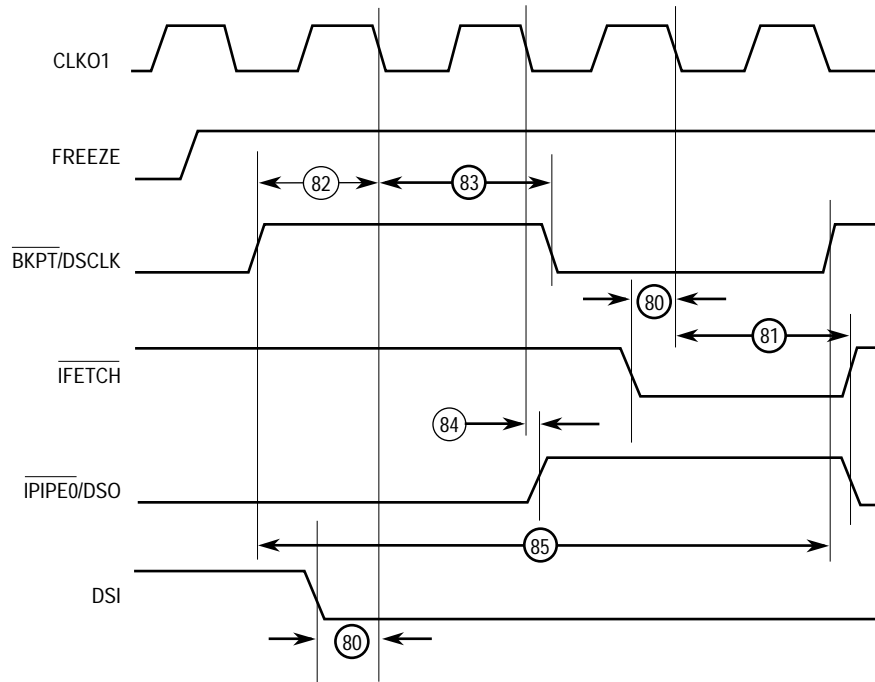 CLKO1
FREEZE
82
83
BKPT/DSCLK
80
81
IFETCH
84
IPIPE0/DSO
85
DSI
80